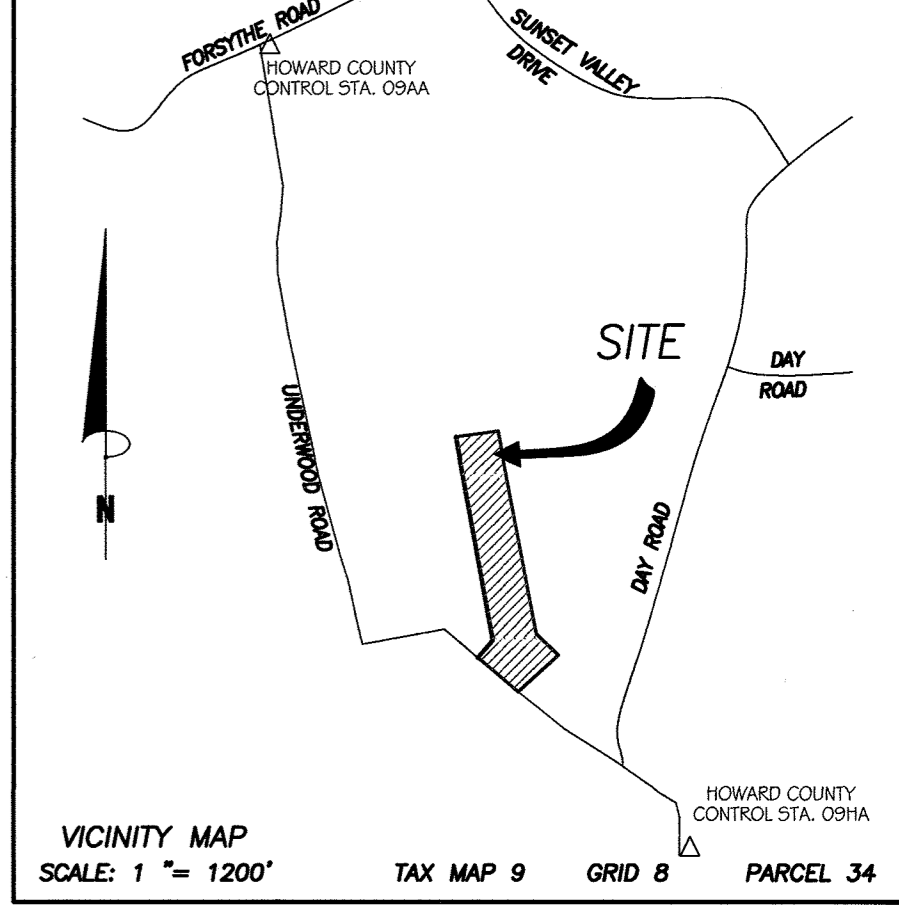 FORSYTHE ROAD
SUNSET VALLEY
DRIVE
HOWARD COUNTY
CONTROL STA. 09AA
SITE
DAY
ROAD
UNDERWOOD ROAD
N
DAY ROAD
HOWARD COUNTY
CONTROL STA. 09HA
VICINITY MAP
SCALE: 1 "= 1200'
TAX MAP 9 GRID 8 PARCEL 34